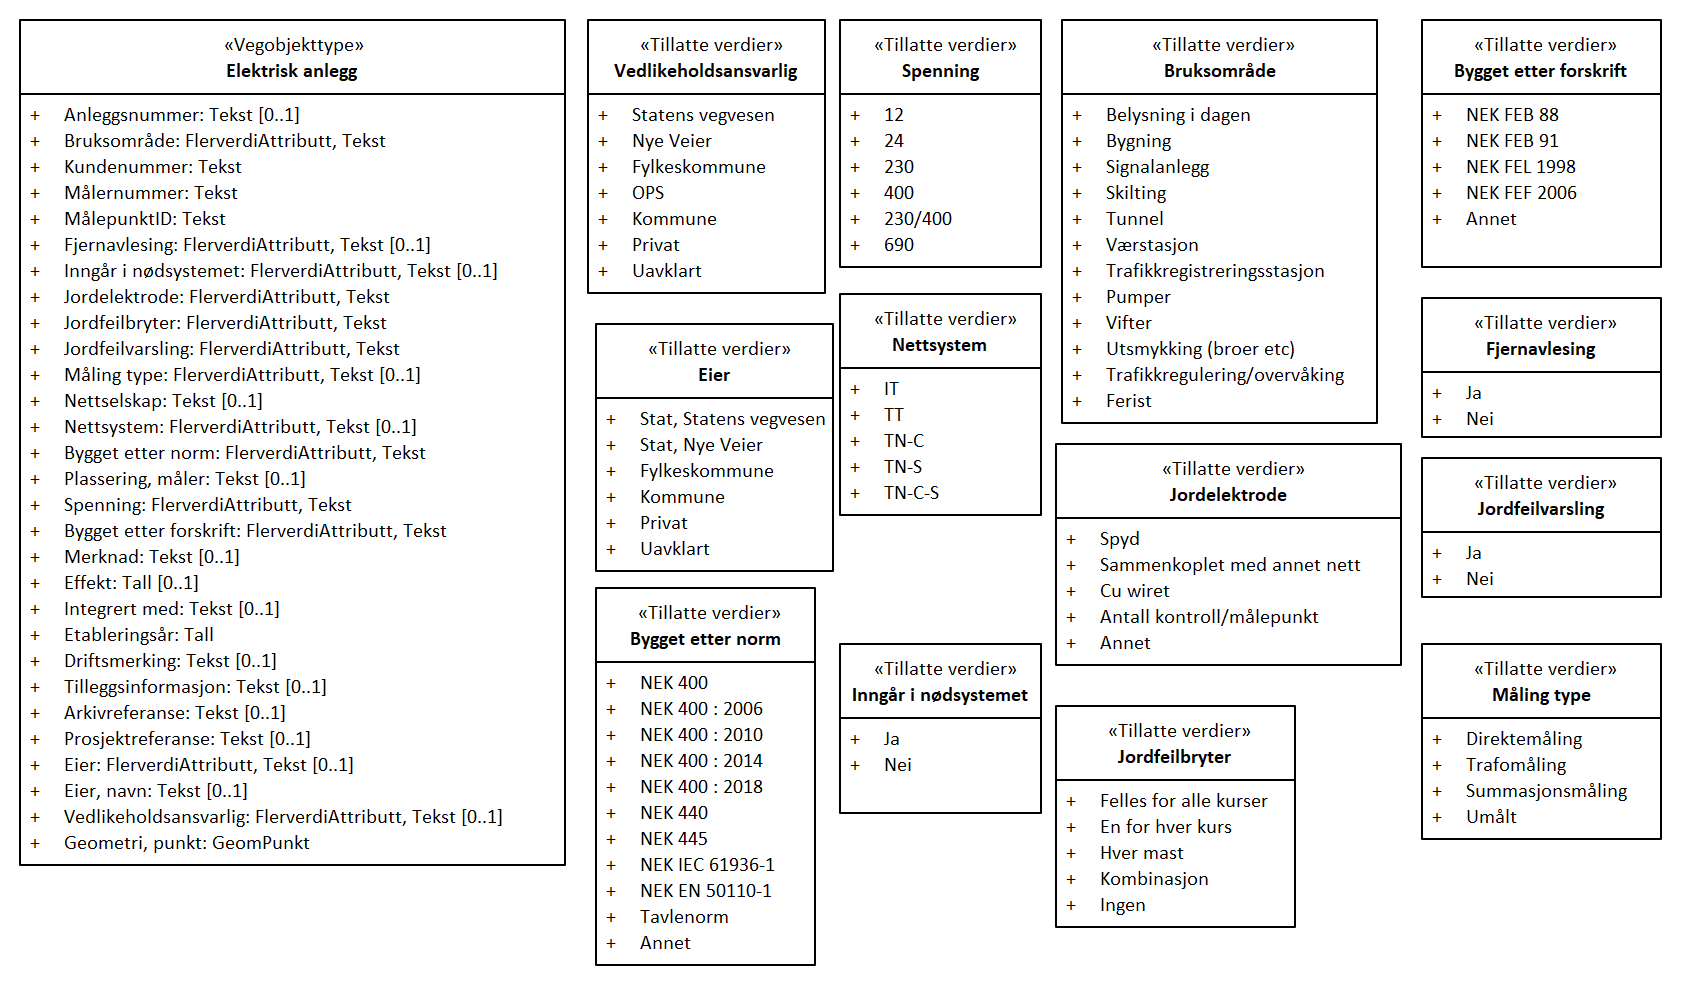 «Vegobjekttype»
Elektrisk anlegg
+ Anleggsnummer: Tekst [0..1]
+ Bruksområde: FlerverdiAttributt, Tekst
+ Kundenummer: Tekst
+ Målernummer: Tekst
+ MålepunktID: Tekst
+ Fjernavlesing: FlerverdiAttributt, Tekst [0..1]
+ Inngår i nødsystemet: FlerverdiAttributt, Tekst [0..1]
+ Jordelektrode: FlerverdiAttributt, Tekst
+ Jordfeilbryter: FlerverdiAttributt, Tekst
+ Jordfeilvarsling: FlerverdiAttributt, Tekst
+ Måling type: FlerverdiAttributt, Tekst [0..1]
+ Nettselskap: Tekst [0..1]
+ Nettsystem: FlerverdiAttributt, Tekst [0..1]
+ Bygget etter norm: FlerverdiAttributt, Tekst
+ Plassering, måler: Tekst [0..1]
+ Spenning: FlerverdiAttributt, Tekst
+ Bygget etter forskrift: FlerverdiAttributt, Tekst
+ Merknad: Tekst [0..1]
+ Effekt: Tall [0..1]
+ Integrert med: Tekst [0..1]
+ Etableringsår: Tall
+ Driftsmerking: Tekst [0..1]
+ Tilleggsinformasjon: Tekst [0..1]
+ Arkivreferanse: Tekst [0..1]
+ Prosjektreferanse: Tekst [0..1]
+ Eier: FlerverdiAttributt, Tekst [0..1]
+ Eier, navn: Tekst [0..1]
+ Vedlikeholdsansvarlig: FlerverdiAttributt, Tekst [0..1]
+ Geometri, punkt: GeomPunkt
«Tillatte verdier»
Vedlikeholdsansvarlig
+ Statens vegvesen
+ Nye Veier
+ Fylkeskommune
+ OPS
+ Kommune
+ Privat
+ Uavklart
«Tillatte verdier»
Eier
+ Stat, Statens vegvesen
+ Stat, Nye Veier
+ Fylkeskommune
+ Kommune
+ Privat
+ Uavklart
«Tillatte verdier»
Bygget etter norm
+ NEK 400
+ NEK 400 : 2006
+ NEK 400 : 2010
+ NEK 400 : 2014
+ NEK 400 : 2018
+ NEK 440
+ NEK 445
+ NEK IEC 61936-1
+ NEK EN 50110-1
+ Tavlenorm
+ Annet
«Tillatte verdier»
Spenning
+ 12
+ 24
+ 230
+ 400
+ 230/400
+ 690
«Tillatte verdier»
Nettsystem
+ IT
+ TT
+ TN-C
+ TN-S
+ TN-C-S
«Tillatte verdier»
Inngår i nødsystemet
+ Ja
+ Nei
«Tillatte verdier»
Bruksområde
+ Belysning i dagen
+ Bygning
+ Signalanlegg
+ Skilting
+ Tunnel
+ Værstasjon
+ Trafikkregistreringsstasjon
+ Pumper
+ Vifter
+ Utsmykking (broer etc)
+ Trafikkregulering/overvåking
+ Ferist
«Tillatte verdier»
Jordelektrode
+ Spyd
+ Sammenkoplet med annet nett
+ Cu wiret
+ Antall kontroll/målepunkt
+ Annet
«Tillatte verdier»
Jordfeilbryter
+ Felles for alle kurser
+ En for hver kurs
+ Hver mast
+ Kombinasjon
+ Ingen
«Tillatte verdier»
Bygget etter forskrift
+ NEK FEB 88
+ NEK FEB 91
+ NEK FEL 1998
+ NEK FEF 2006
+ Annet
«Tillatte verdier»
Fjernavlesing
+ Ja
+ Nei
«Tillatte verdier»
Jordfeilvarsling
+ Ja
+ Nei
«Tillatte verdier»
Måling type
+ Direktemåling
+ Trafomåling
+ Summasjonsmåling
+ Umålt